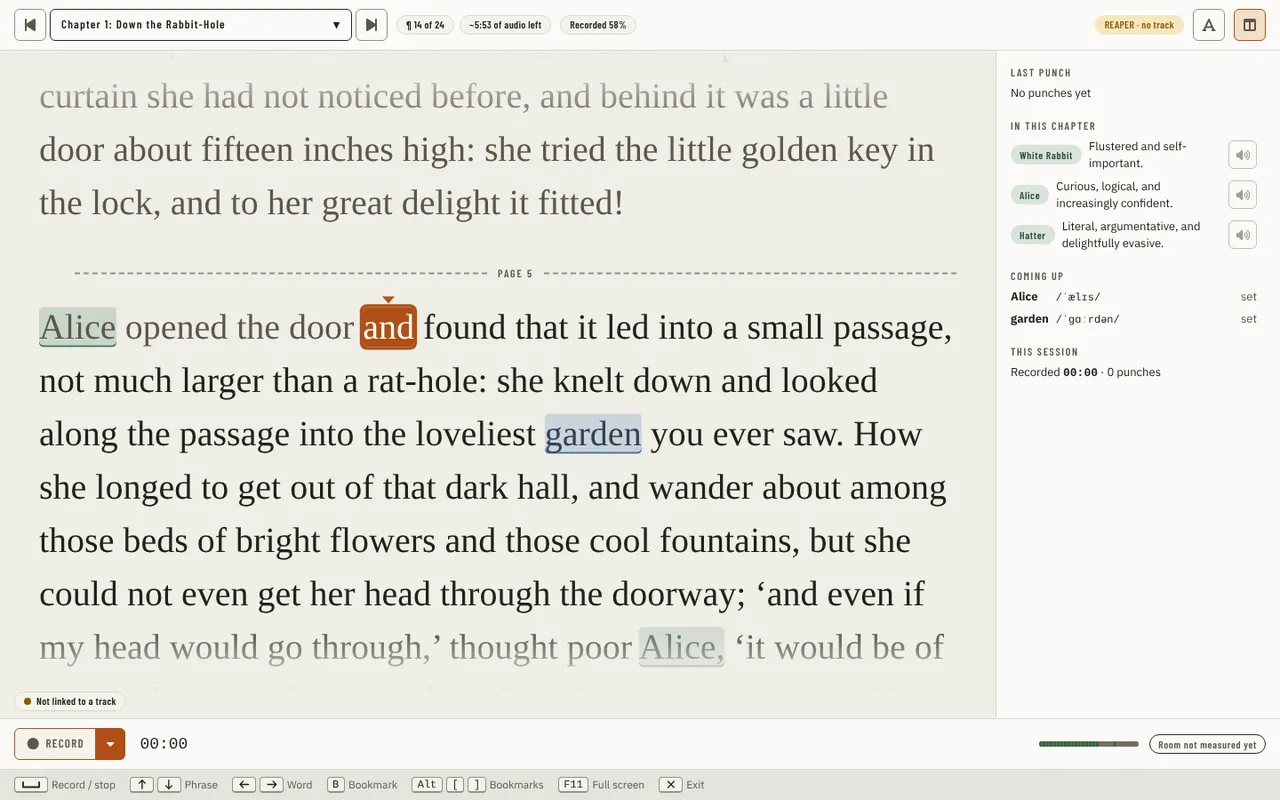 Chapter 1: Down the Rabbit-Hole
¶ 14 of 24
~5:53 of audio left
Recorded 58%
REAPER · no track
A
curtain she had not noticed before, and behind it was a little
door about fifteen inches high: she tried the little golden key in
the lock, and to her great delight it fitted!
PAGE 5
Alice opened the door and found that it led into a small passage,
not much larger than a rat-hole: she knelt down and looked
along the passage into the loveliest garden you ever saw. How
she longed to get out of that dark hall, and wander about among
those beds of bright flowers and those cool fountains, but she
could not even get her head through the doorway; ‘and even if
my head would go through,’ thought poor Alice, ‘it would be of
Not linked to a track
LAST PUNCH
No punches yet
IN THIS CHAPTER
White Rabbit
Flustered and self-
important.
Alice
Curious, logical, and
increasingly confident.
Hatter
Literal, argumentative, and
delightfully evasive.
COMING UP
Alice /ˈælɪs/ set
garden /ˈɡɑːrdən/ set
THIS SESSION
Recorded 00:00 · 0 punches
RECORD
00:00
Room not measured yet
Record / stop
↑ ↓ Phrase
← → Word
B Bookmark
Alt [ ] Bookmarks
F11 Full screen
✕ Exit